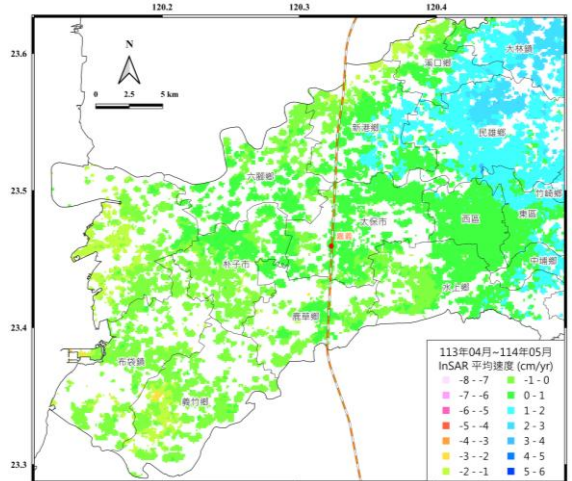 120.2 120.3 120.4
23.6
23.5
23.4
23.3
N
0 2.5 5 km
大林鎮
溪口鄉
新港鄉
民雄鄉
六腳鄉
竹崎鄉
太保市
西區
東區
嘉義
朴子市
中埔鄉
水上鄉
鹿草鄉
布袋鎮
義竹鄉
113年04月~114年05月
InSAR 平均速度 (cm/yr)
-8 - -7 -1 - 0
-7 - -6 0 - 1
-6 - -5 1 - 2
-5 - -4 2 - 3
-4 - -3 3 - 4
-3 - -2 4 - 5
-2 - -1 5 - 6